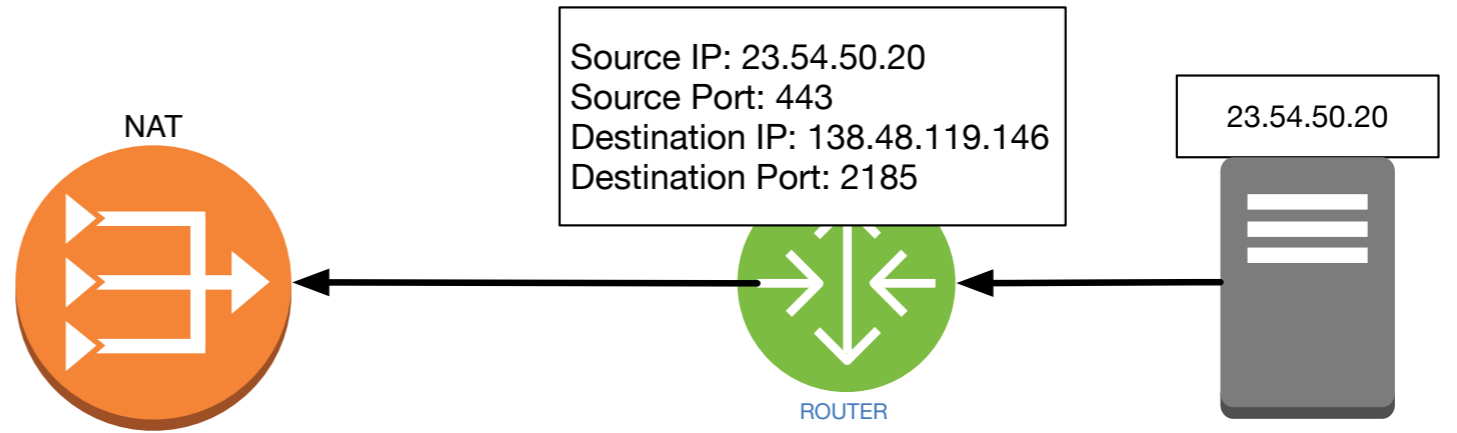 NAT
Source IP: 23.54.50.20
Source Port: 443
Destination IP: 138.48.119.146
Destination Port: 2185
23.54.50.20
ROUTER